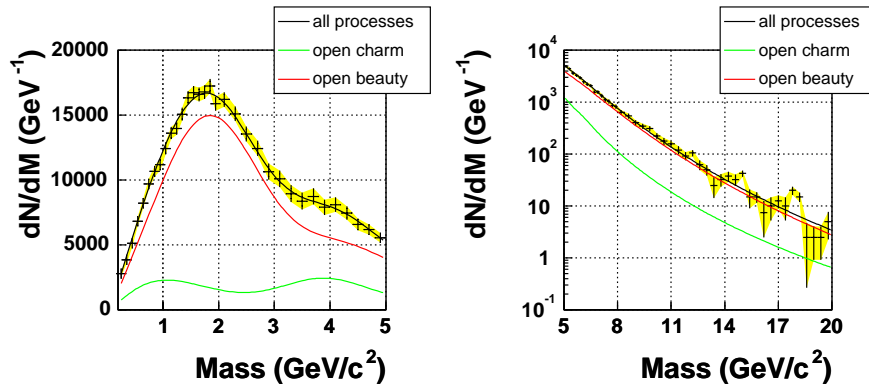 all processes
open charm
open beauty
dN/dM (GeV⁻¹)
20000
15000
10000
5000
0
1 2 3 4 5
Mass (GeV/c²)
all processes
open charm
open beauty
dN/dM (GeV⁻¹)
10⁴
10³
10²
10
1
10⁻¹
5 8 11 14 17 20
Mass (GeV/c²)